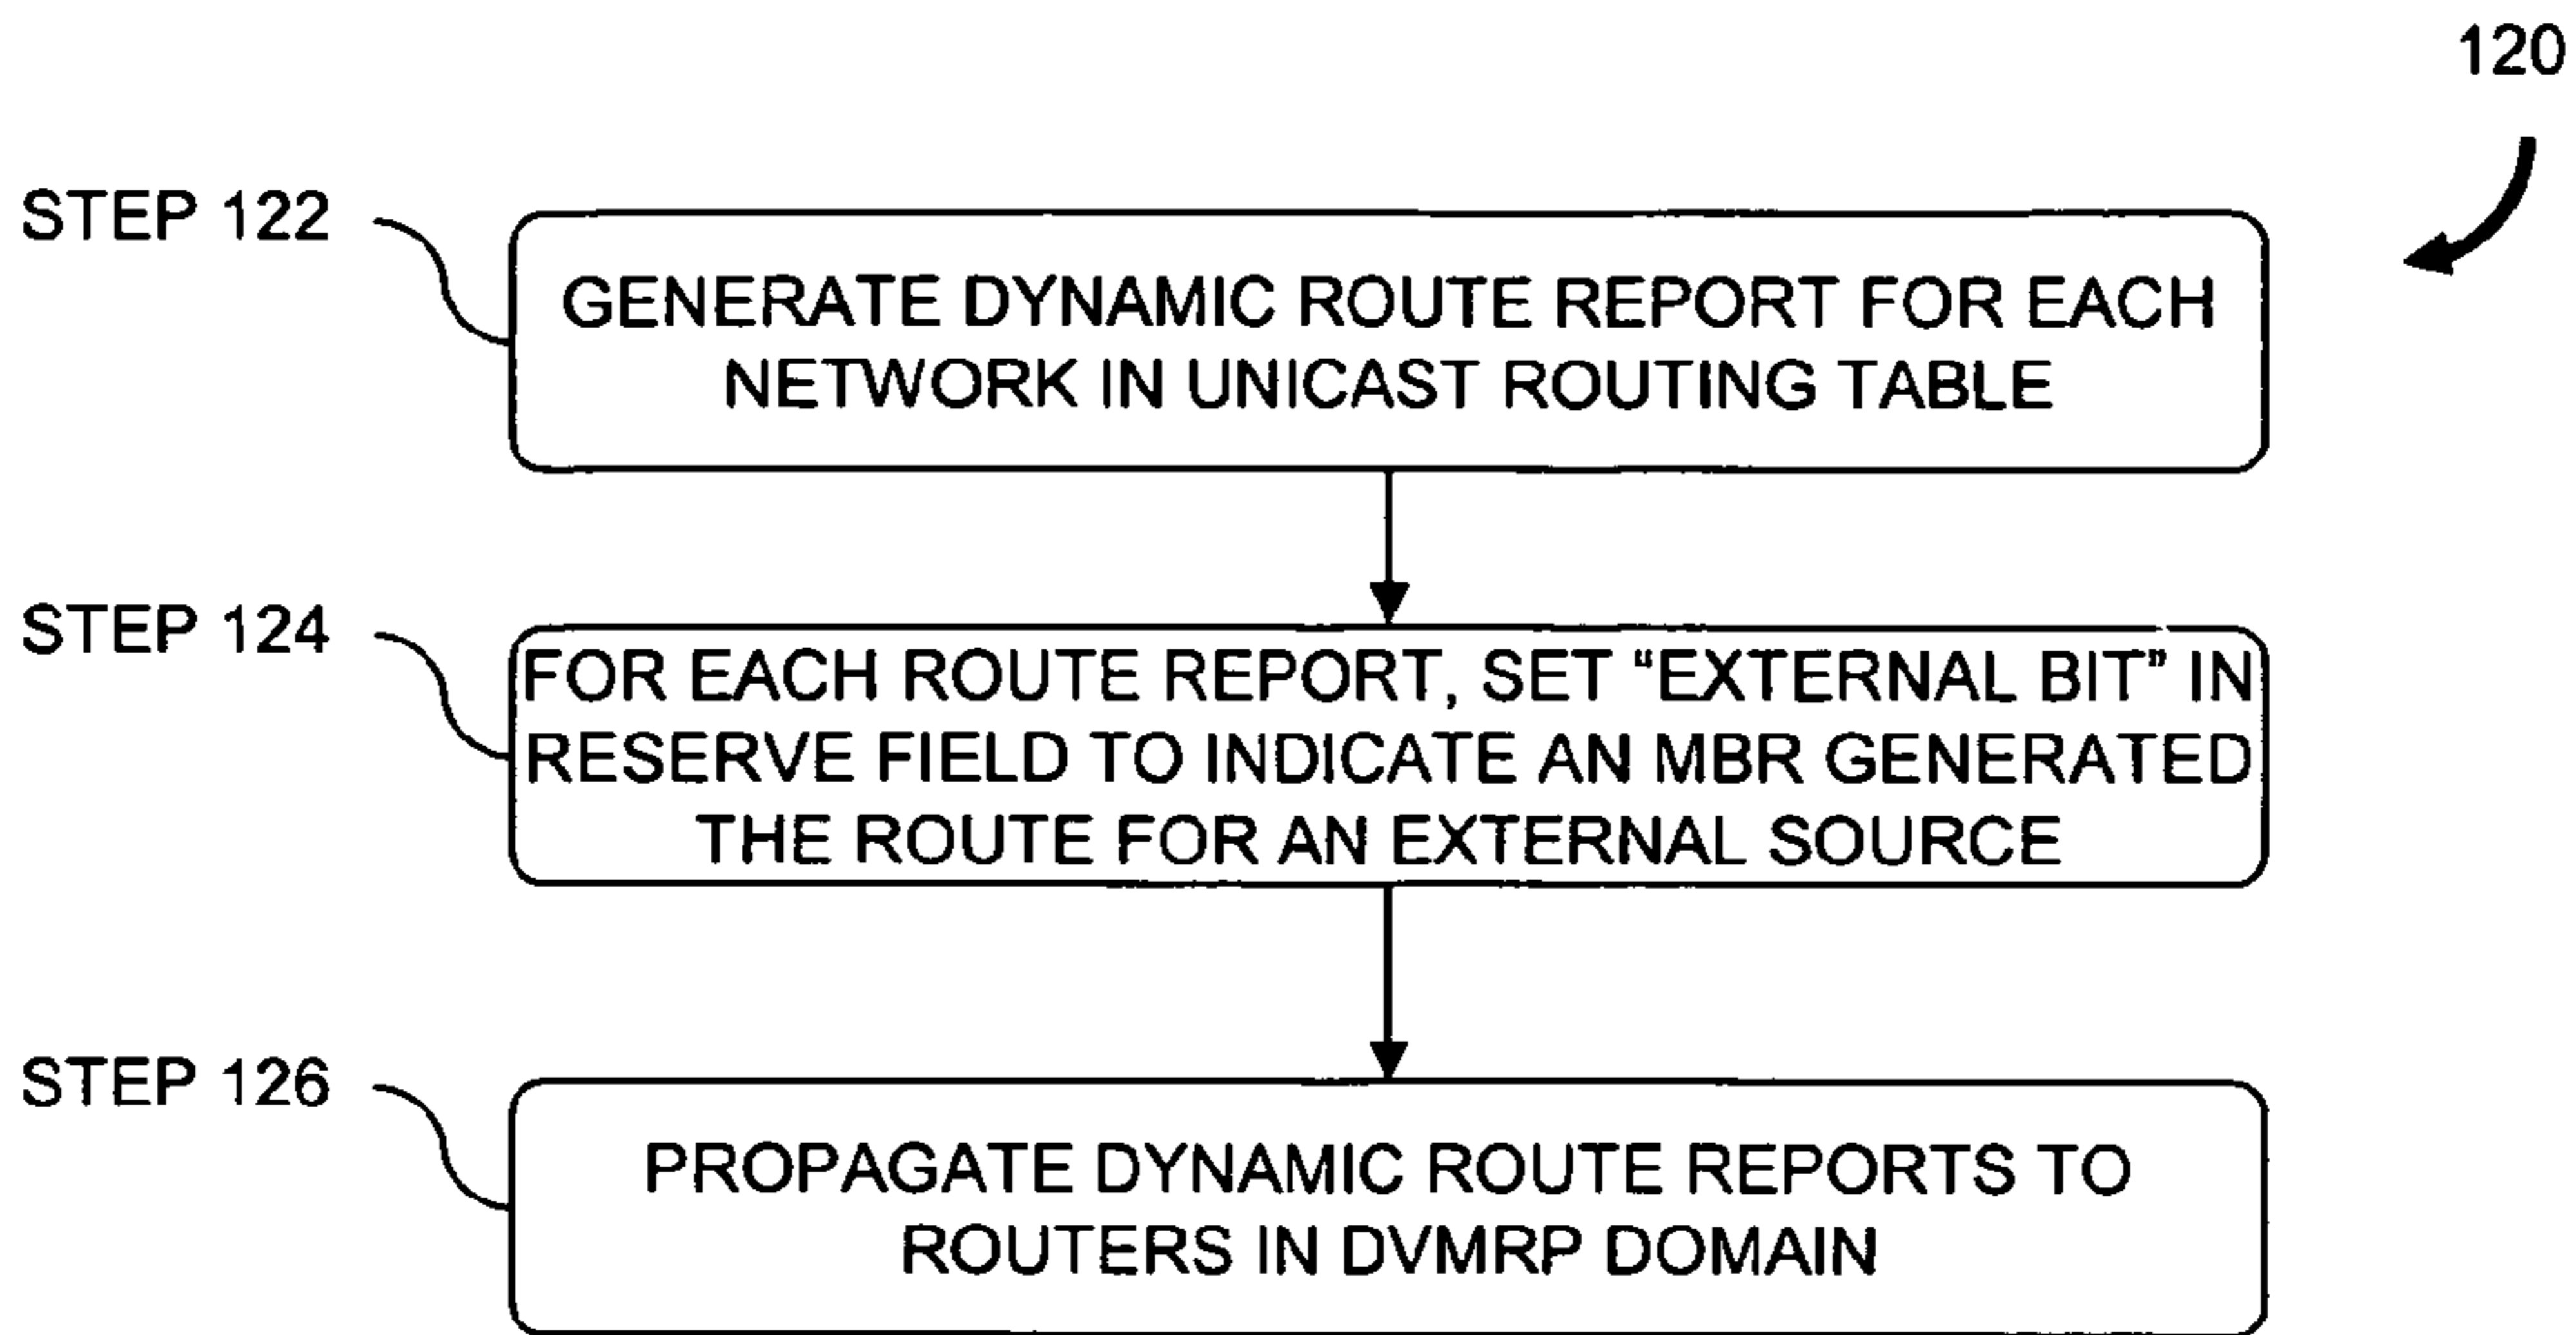 120
STEP 122
GENERATE DYNAMIC ROUTE REPORT FOR EACH
NETWORK IN UNICAST ROUTING TABLE
STEP 124
FOR EACH ROUTE REPORT, SET “EXTERNAL BIT” IN
RESERVE FIELD TO INDICATE AN MBR GENERATED
THE ROUTE FOR AN EXTERNAL SOURCE
STEP 126
PROPAGATE DYNAMIC ROUTE REPORTS TO
ROUTERS IN DVMRP DOMAIN